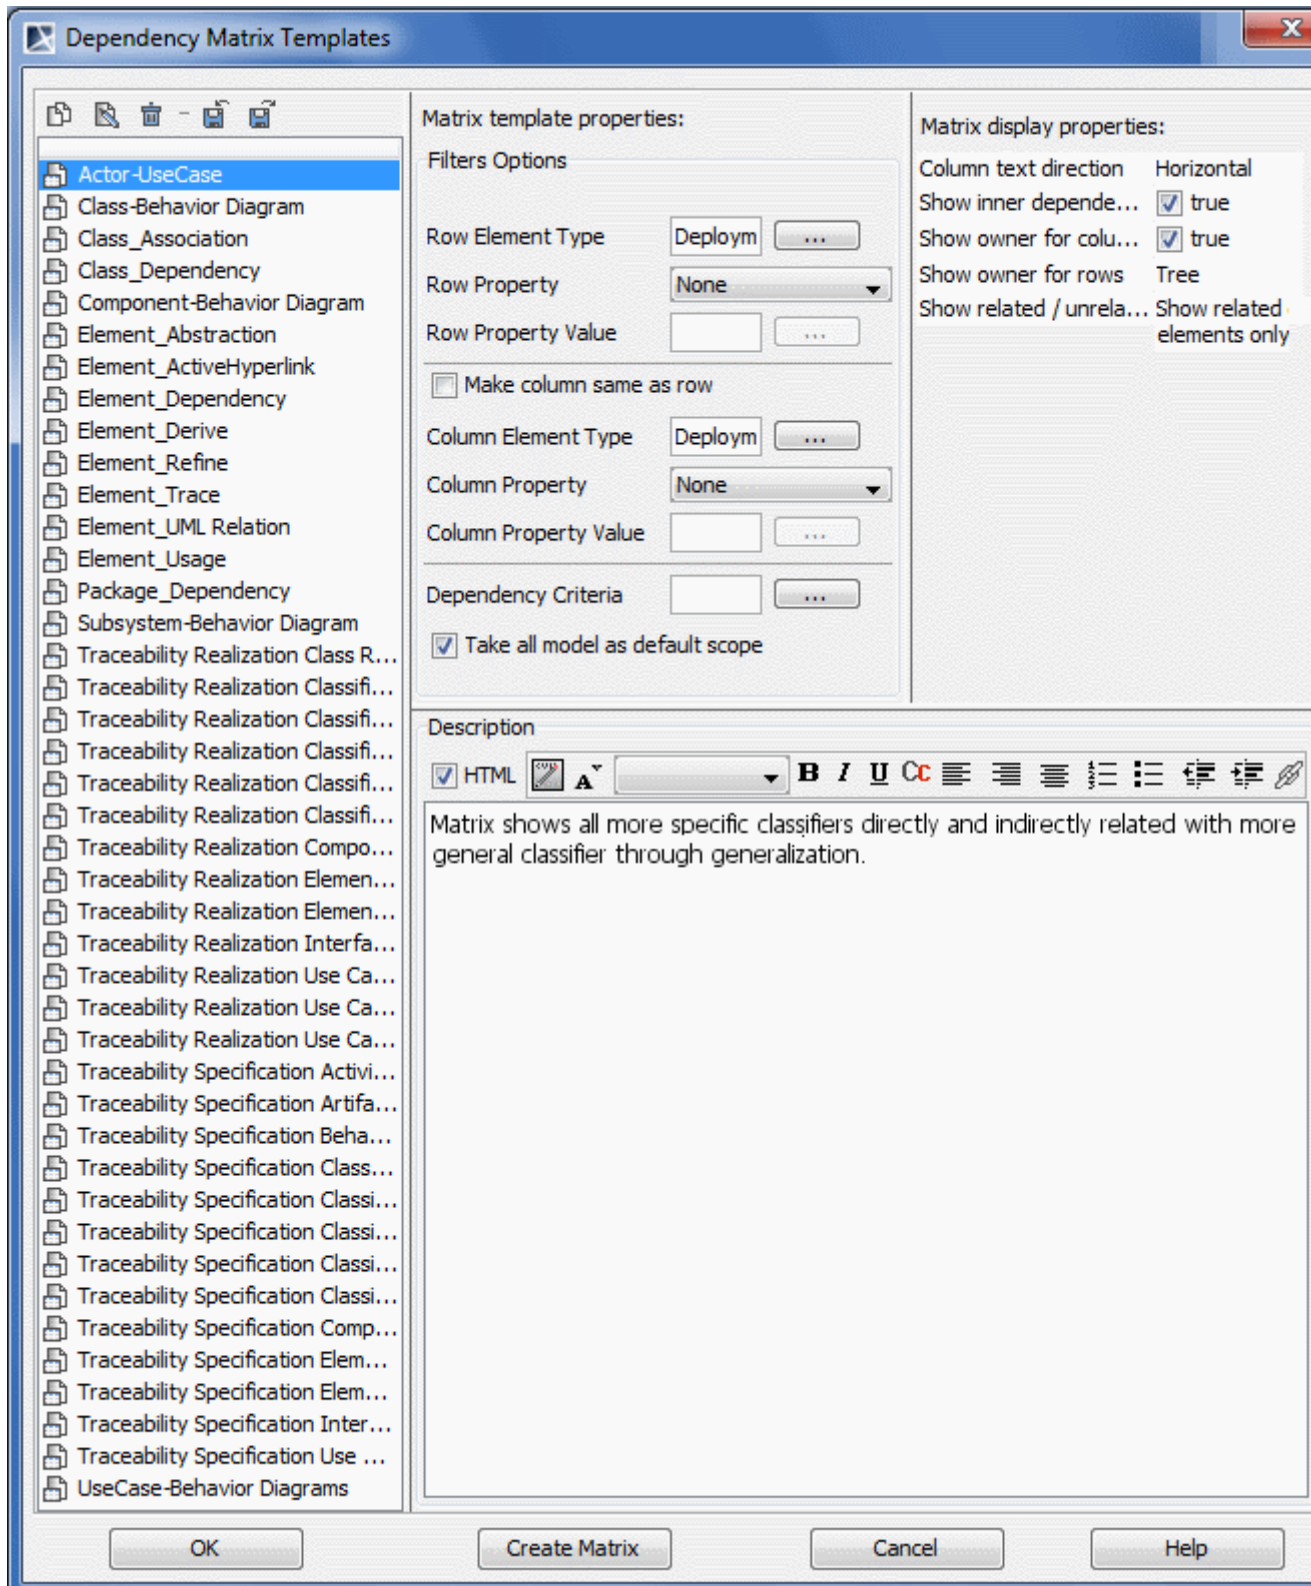 Dependency Matrix Templates
Actor-UseCase
Class-Behavior Diagram
Class_Association
Class_Dependency
Component-Behavior Diagram
Element_Abstraction
Element_ActiveHyperlink
Element_Dependency
Element_Derive
Element_Refine
Element_Trace
Element_UML Relation
Element_Usage
Package_Dependency
Subsystem-Behavior Diagram
Traceability Realization Class R...
Traceability Realization Classifi...
Traceability Realization Classifi...
Traceability Realization Classifi...
Traceability Realization Classifi...
Traceability Realization Classifi...
Traceability Realization Compo...
Traceability Realization Elemen...
Traceability Realization Elemen...
Traceability Realization Interfa...
Traceability Realization Use Ca...
Traceability Realization Use Ca...
Traceability Realization Use Ca...
Traceability Specification Activi...
Traceability Specification Artifa...
Traceability Specification Beha...
Traceability Specification Class...
Traceability Specification Classi...
Traceability Specification Classi...
Traceability Specification Classi...
Traceability Specification Classi...
Traceability Specification Comp...
Traceability Specification Elem...
Traceability Specification Elem...
Traceability Specification Inter...
Traceability Specification Use ...
UseCase-Behavior Diagrams
Matrix template properties:
Filters Options
Row Element Type Deploym ...
Row Property None
Row Property Value ...
Make column same as row
Column Element Type Deploym ...
Column Property None
Column Property Value ...
Dependency Criteria ...
Take all model as default scope
Matrix display properties:
Column text direction Horizontal
Show inner depende... true
Show owner for colu... true
Show owner for rows Tree
Show related / unrela... Show related
elements only
Description
HTML A B I U Cc
Matrix shows all more specific classifiers directly and indirectly related with more
general classifier through generalization.
OK Create Matrix Cancel Help